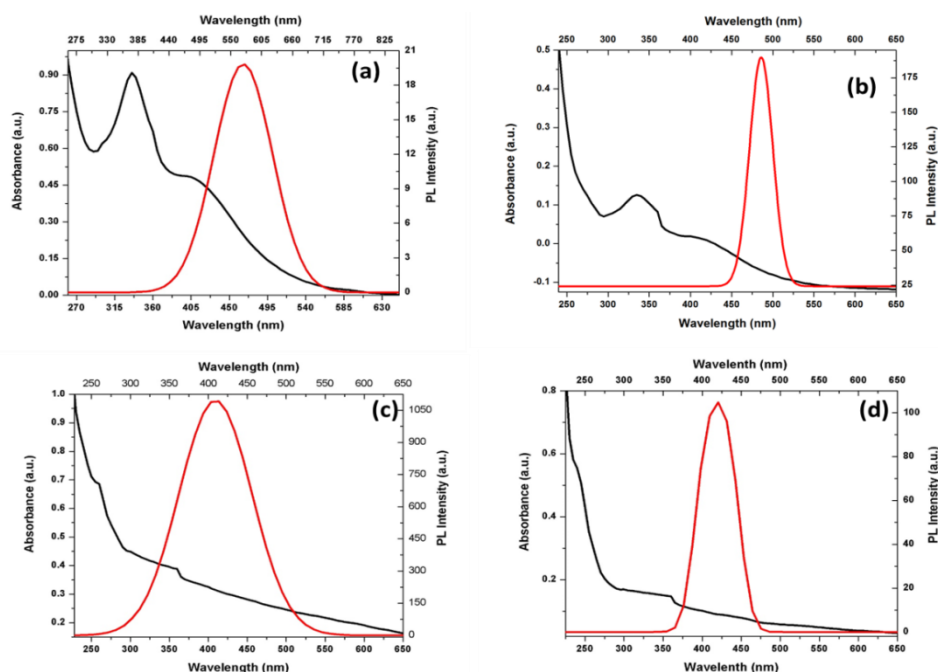 Wavelength (nm)
275 330 385 440 495 550 605 660 715 770 825
(a)
Absorbance (a.u.)
0.90
0.75
0.60
0.45
0.30
0.15
0.00
21
18
15
12
9
6
3
0
PL Intensity (a.u.)
270 315 360 405 450 495 540 585 630
Wavelength (nm)
Wavelength (nm)
250 300 350 400 450 500 550 600 650
(b)
Absorbance (a.u.)
0.5
0.4
0.3
0.2
0.1
0.0
-0.1
175
150
125
100
75
50
25
PL Intensity (a.u.)
250 300 350 400 450 500 550 600 650
Wavelength (nm)
Wavelength (nm)
250 300 350 400 450 500 550 600 650
(c)
Absorbance (a.u.)
1.0
0.9
0.8
0.7
0.6
0.5
0.4
0.3
0.2
1050
900
750
600
450
300
150
0
PL Intensity (a.u.)
250 300 350 400 450 500 550 600 650
Wavelength (nm)
Wavelenth (nm)
250 300 350 400 450 500 550 600 650
(d)
Absorbance (a.u.)
0.8
0.6
0.4
0.2
100
80
60
40
20
0
PL Intensity (a.u.)
250 300 350 400 450 500 550 600 650
Wavelenth (nm)